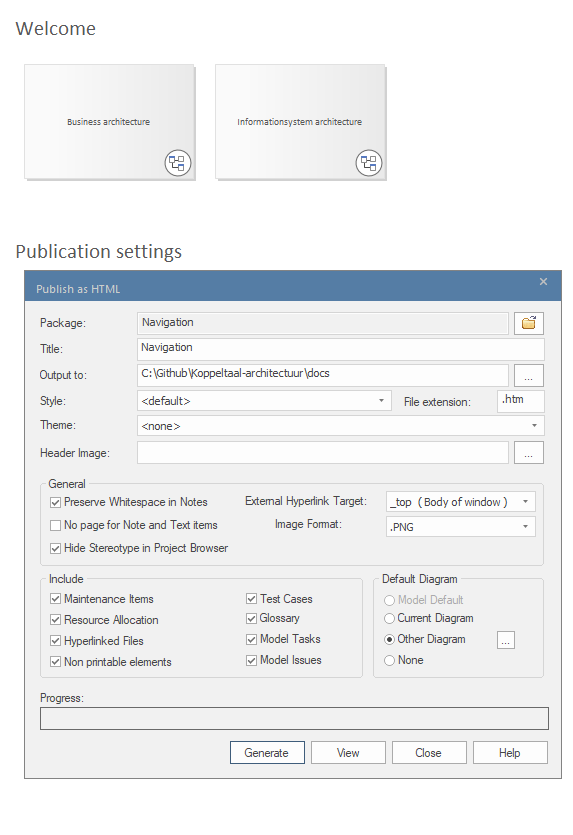 Welcome
Business architecture
Informationsystem architecture
Publication settings
Publish as HTML
Package: Navigation
Title: Navigation
Output to: C:\Github\Koppeltaal-architectuur\docs ...
Style: <default> File extension: .htm
Theme: <none>
Header Image: ...
General
Preserve Whitespace in Notes External Hyperlink Target: _top ( Body of window )
No page for Note and Text items Image Format: .PNG
Hide Stereotype in Project Browser
Include Default Diagram
Maintenance Items Test Cases Model Default
Resource Allocation Glossary Current Diagram
Hyperlinked Files Model Tasks Other Diagram ...
Non printable elements Model Issues None
Progress:
Generate View Close Help